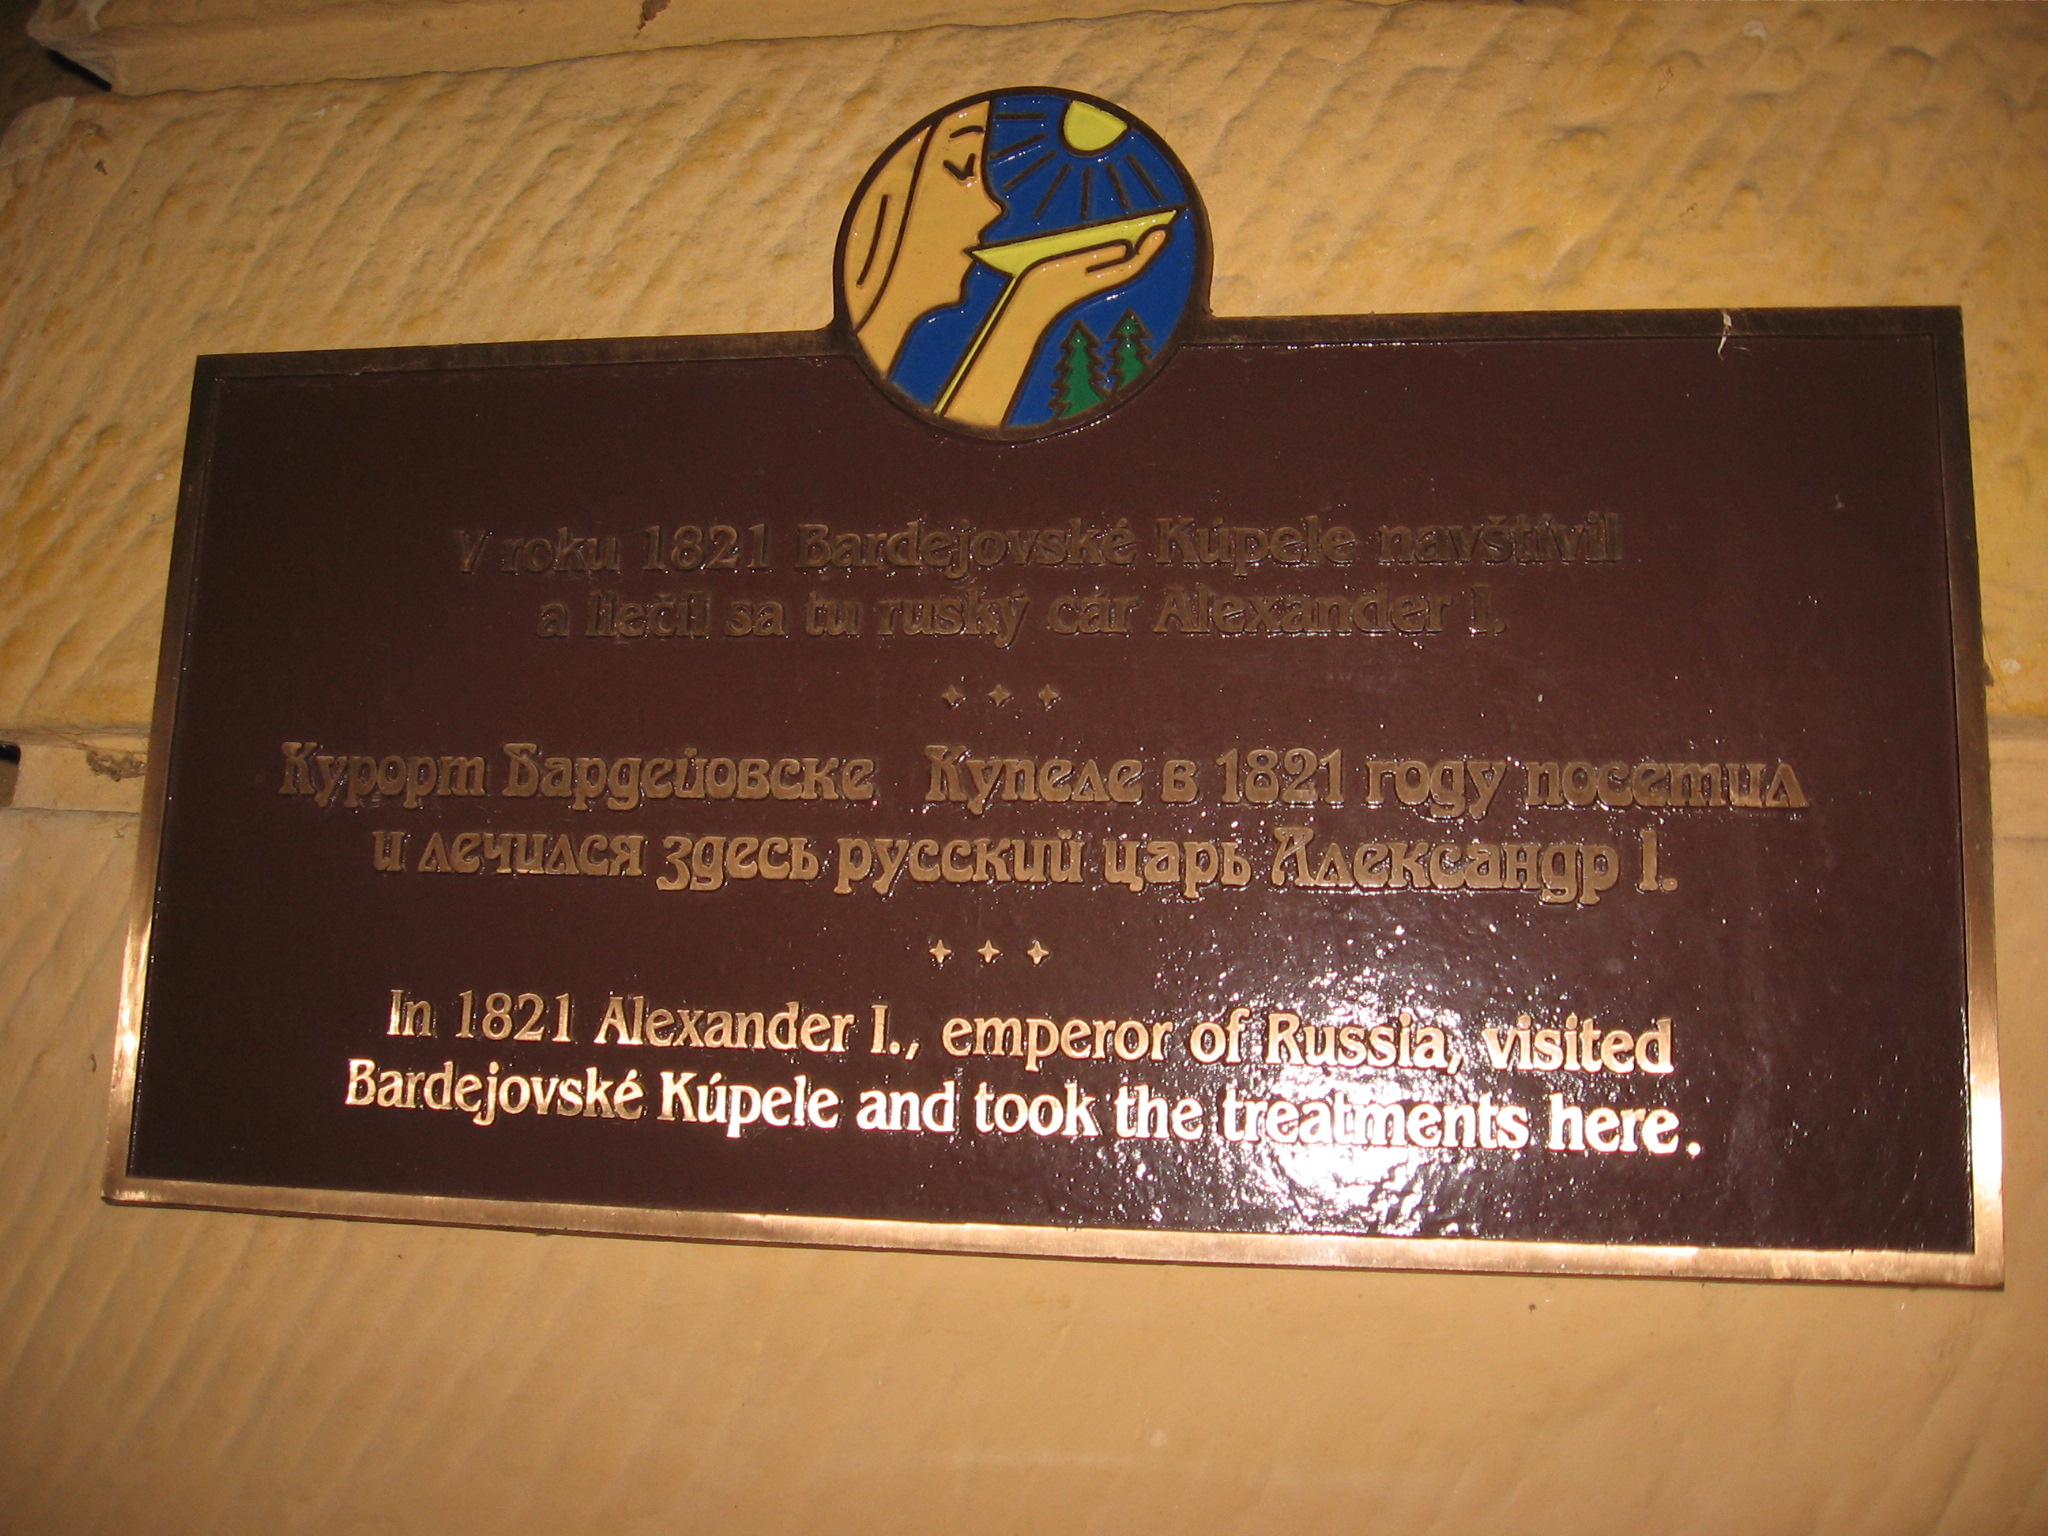 V roku 1821 Bardejovské Kúpele navštívil
a liečil sa tu ruský cár Alexander I.
Курорт Бардейовске Купеле в 1821 году посетил
и лечился здесь русский царь Александр I.
In 1821 Alexander I., emperor of Russia, visited
Bardejovské Kúpele and took the treatments here.